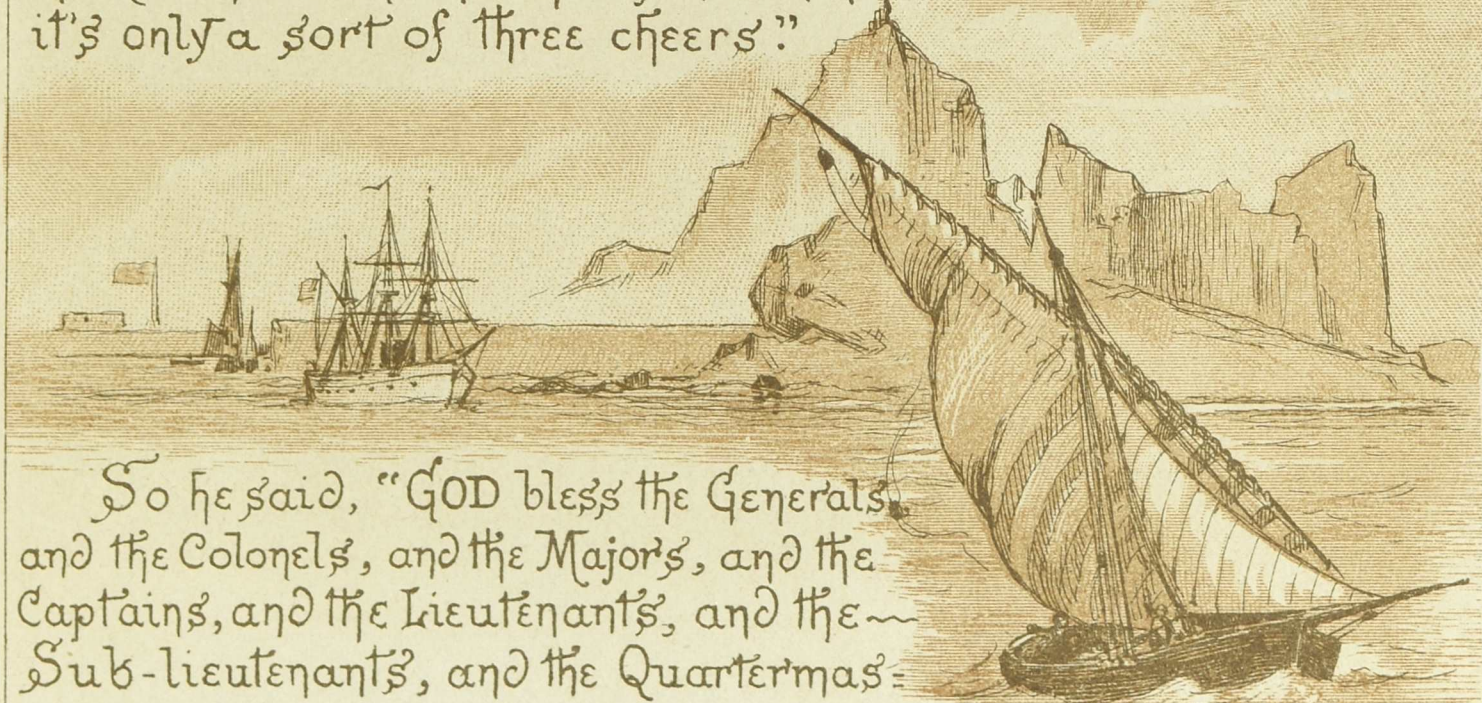 it's only a sort of three cheers."
So he said, "GOD bless the Generals,
and the Colonels, and the Majors, and the
Captains, and the Lieutenants, and the~
Sub-lieutenants, and the Quartermas=